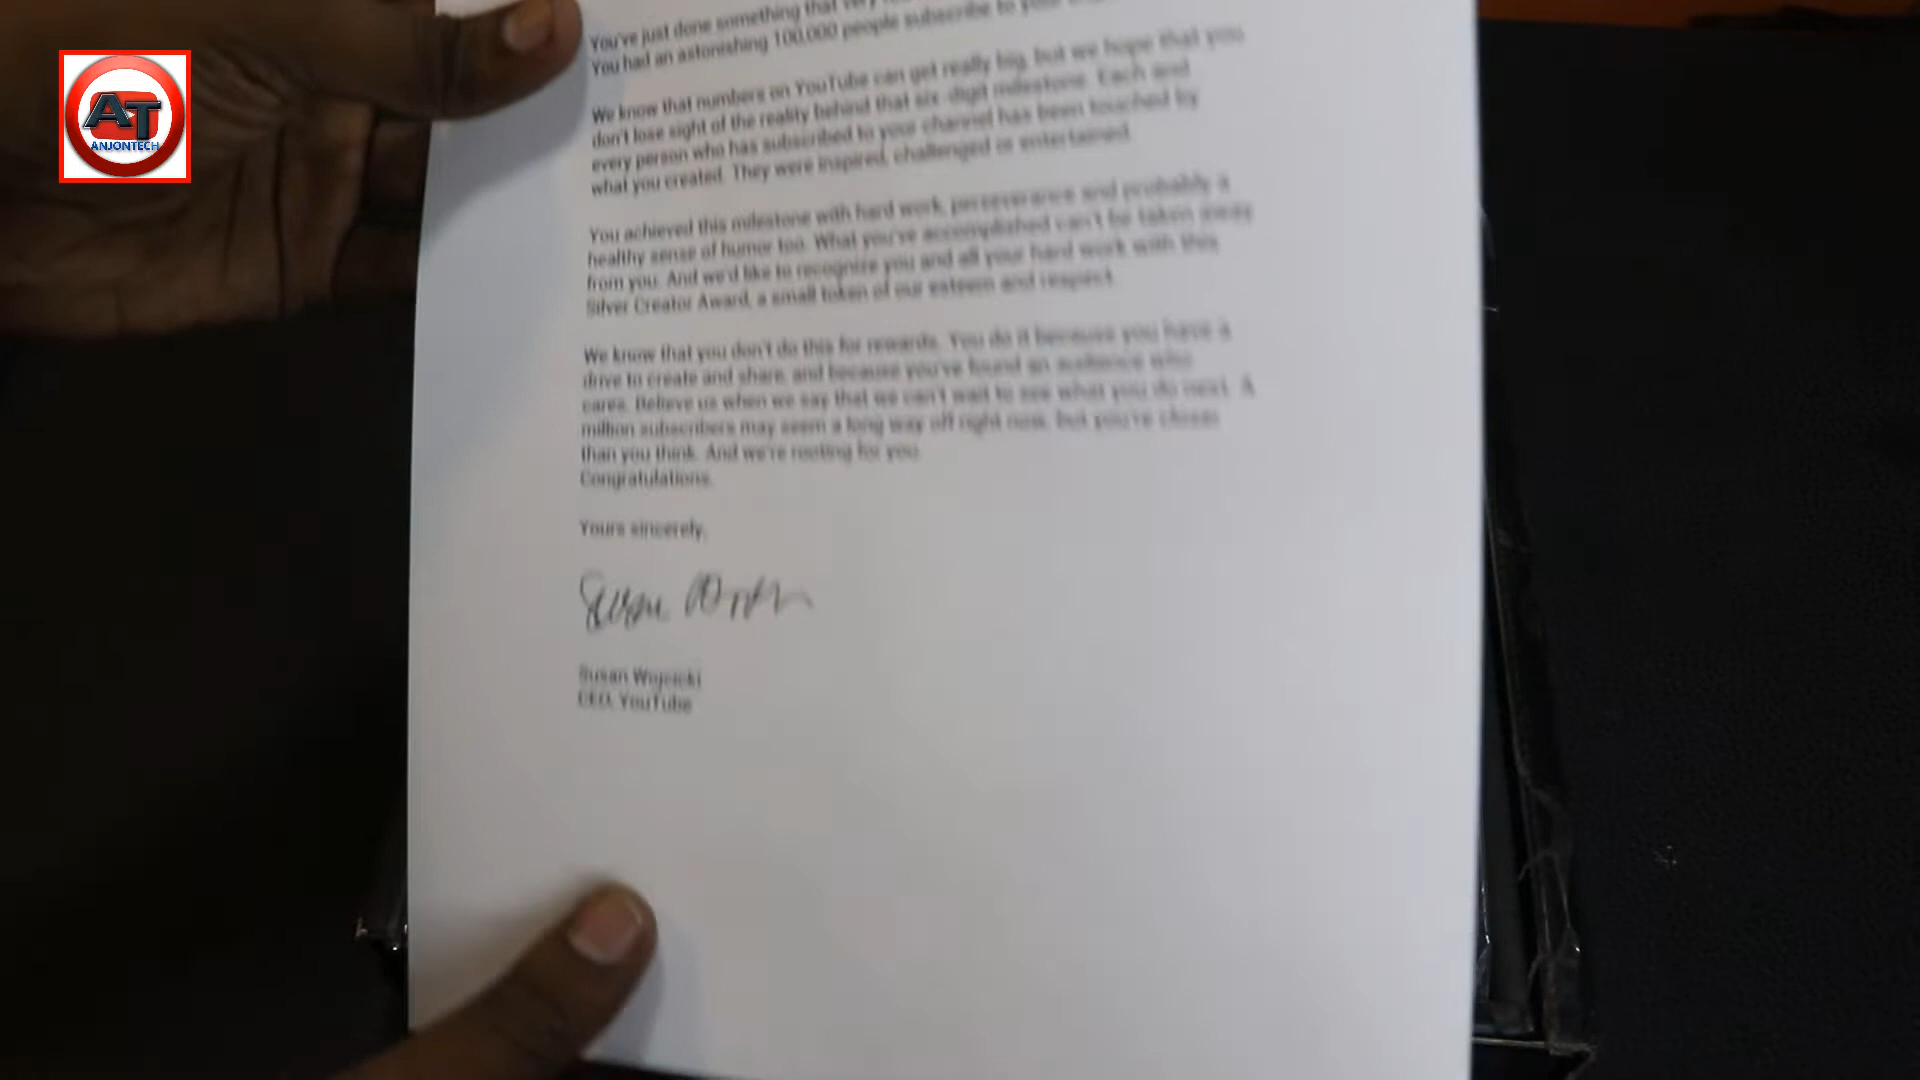 AT
ANJONTECH
You've just done something that very
You had an astonishing 100,000 people subscribe to your
We know that numbers on YouTube can get really big, but we hope that you
don't lose sight of the reality behind that six-digit milestone. Each and
every person who has subscribed to your channel has been touched by
what you created. They were inspired, challenged or entertained.
You achieved this milestone with hard work, perseverance and probably a
healthy sense of humor too. What you've accomplished can't be taken away
from you. And we'd like to recognize you and all your hard work with this
Silver Creator Award, a small token of our esteem and respect.
We know that you don't do this for rewards. You do it because you have a
drive to create and share, and because you've found an audience who
cares. Believe us when we say that we can't wait to see what you do next. A
million subscribers may seem a long way off right now, but you're closer
than you think. And we're rooting for you.
Congratulations.
Yours sincerely,
Susan Wojcicki
CEO, YouTube